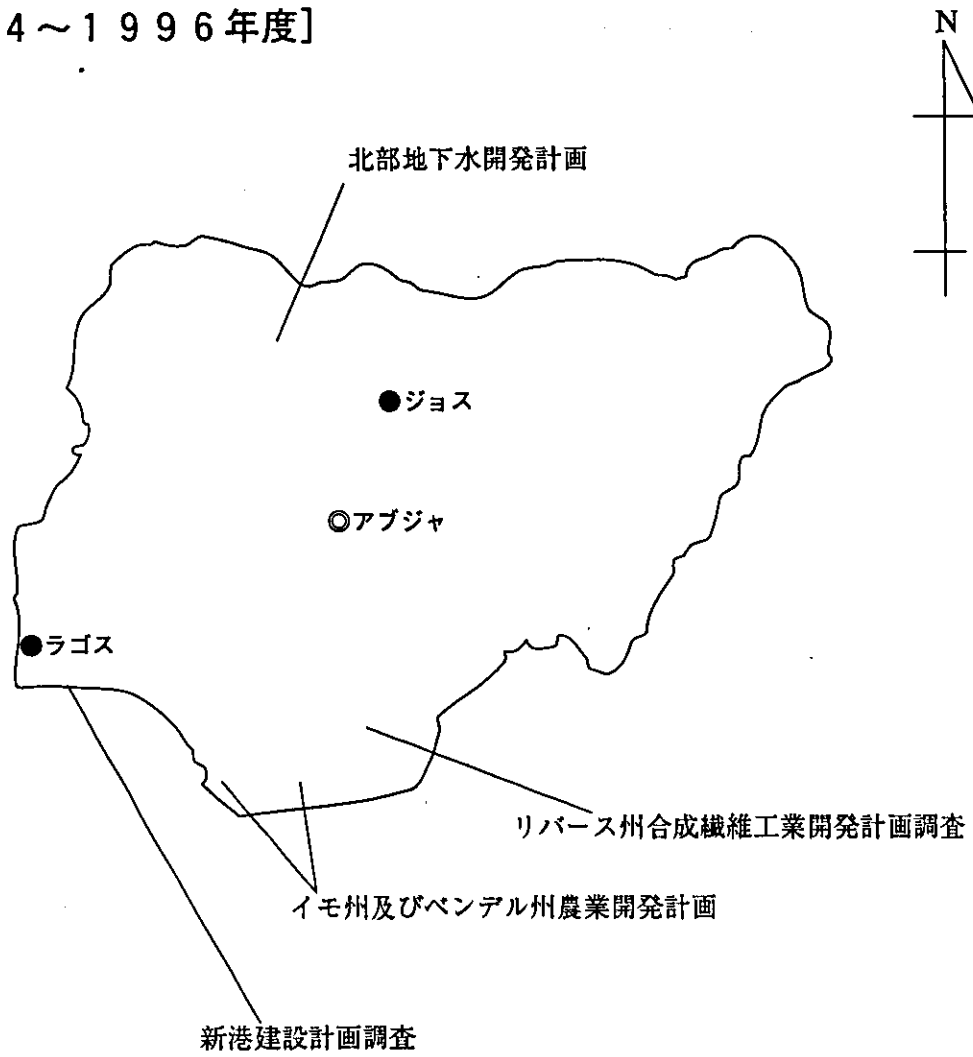 4～1996年度]
N
北部地下水開発計画
ジョス
アブジャ
ラゴス
リバース州合成繊維工業開発計画調査
イモ州及びベンデル州農業開発計画
新港建設計画調査